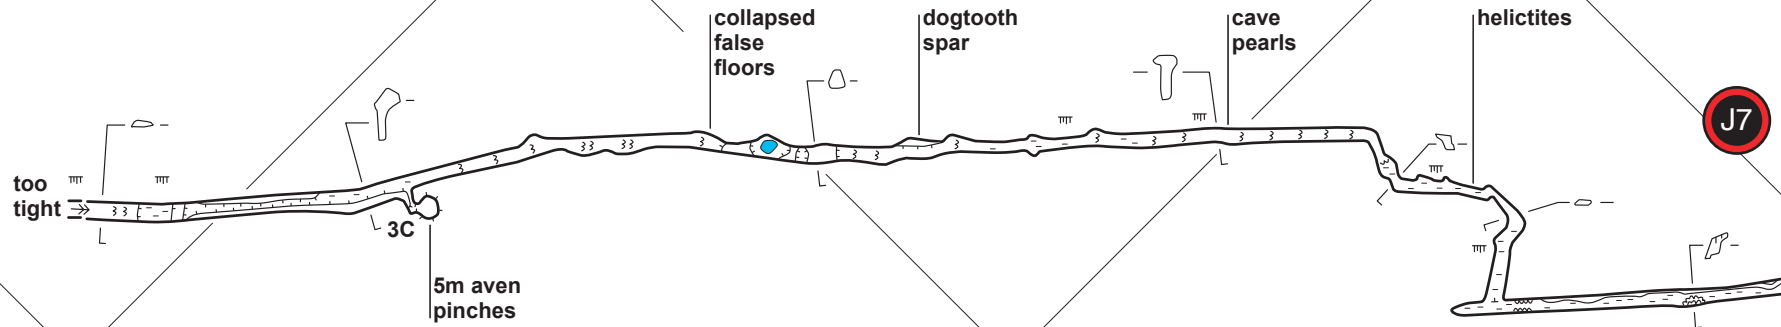 collapsed
false
floors
dogtooth
spar
cave
pearls
helictites
J7
too
tight
3C
5m aven
pinches